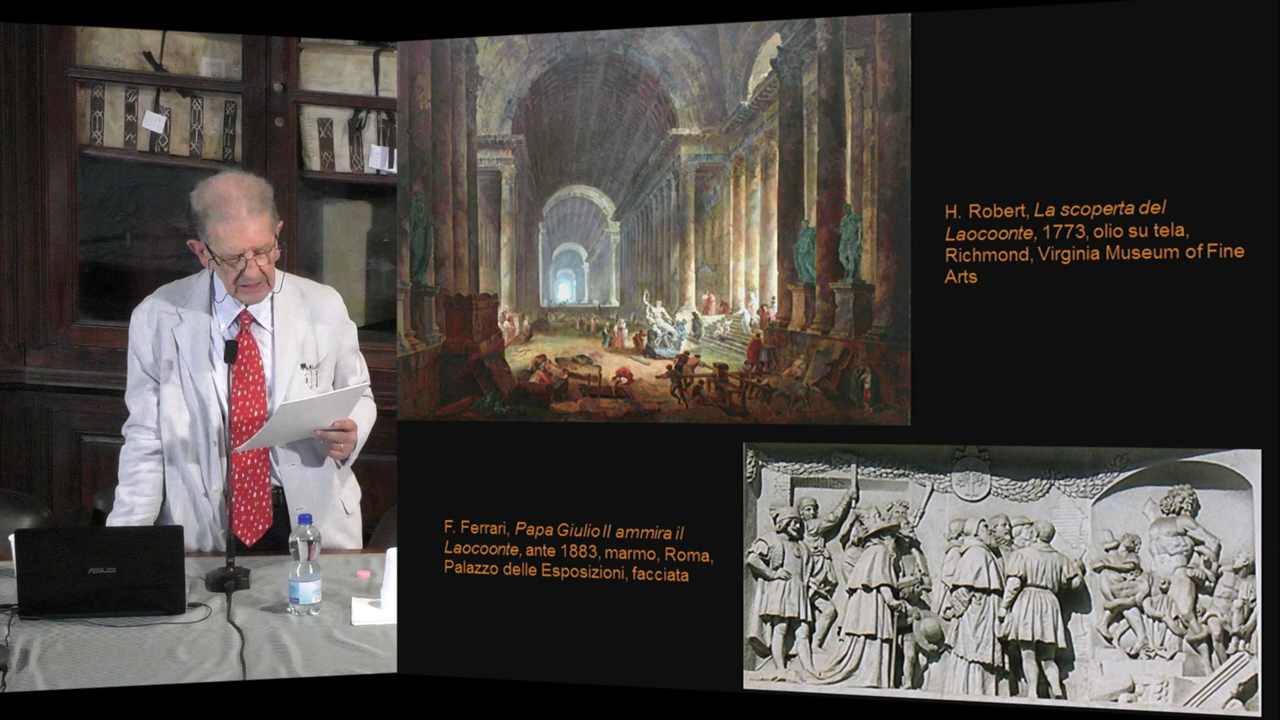 H. Robert, La scoperta del
Laocoonte, 1773, olio su tela,
Richmond, Virginia Museum of Fine
Arts
F. Ferrari, Papa Giulio II ammira il
Laocoonte, ante 1883, marmo, Roma,
Palazzo delle Esposizioni, facciata
ASUS